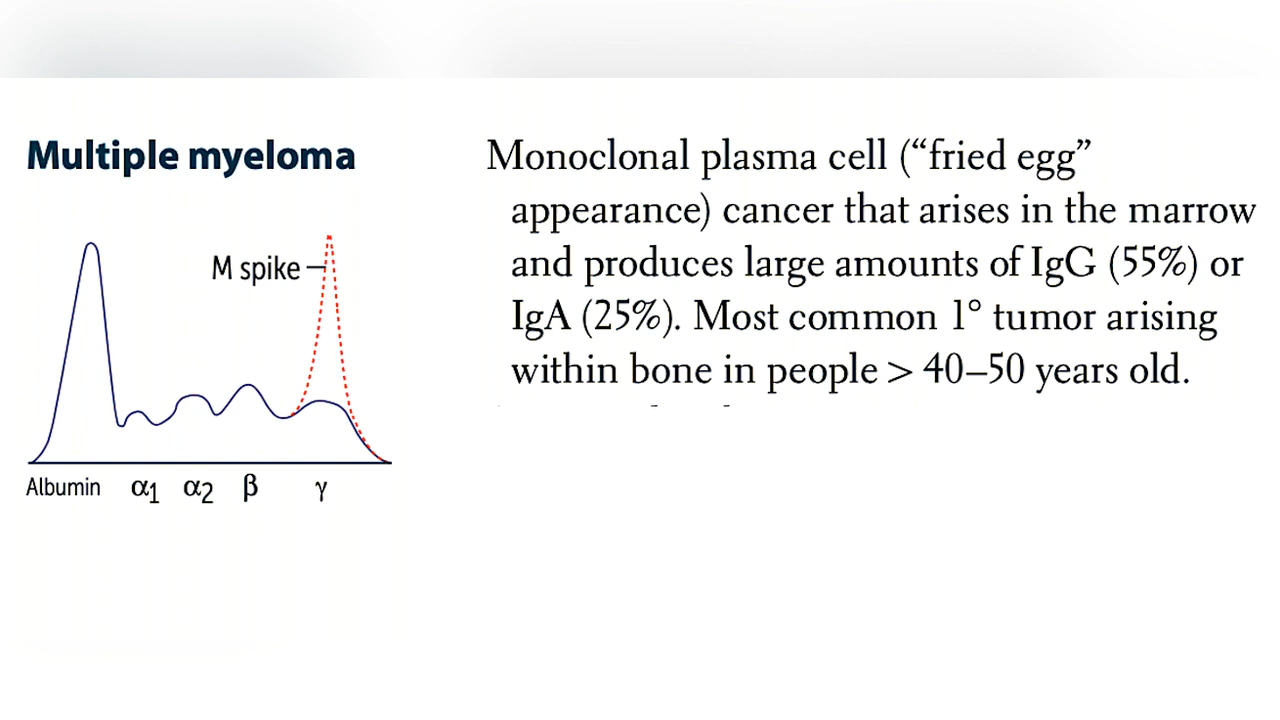 Multiple myeloma
M spike
Albumin α1 α2 β γ
Monoclonal plasma cell (“fried egg”
appearance) cancer that arises in the marrow
and produces large amounts of IgG (55%) or
IgA (25%). Most common 1° tumor arising
within bone in people > 40–50 years old.